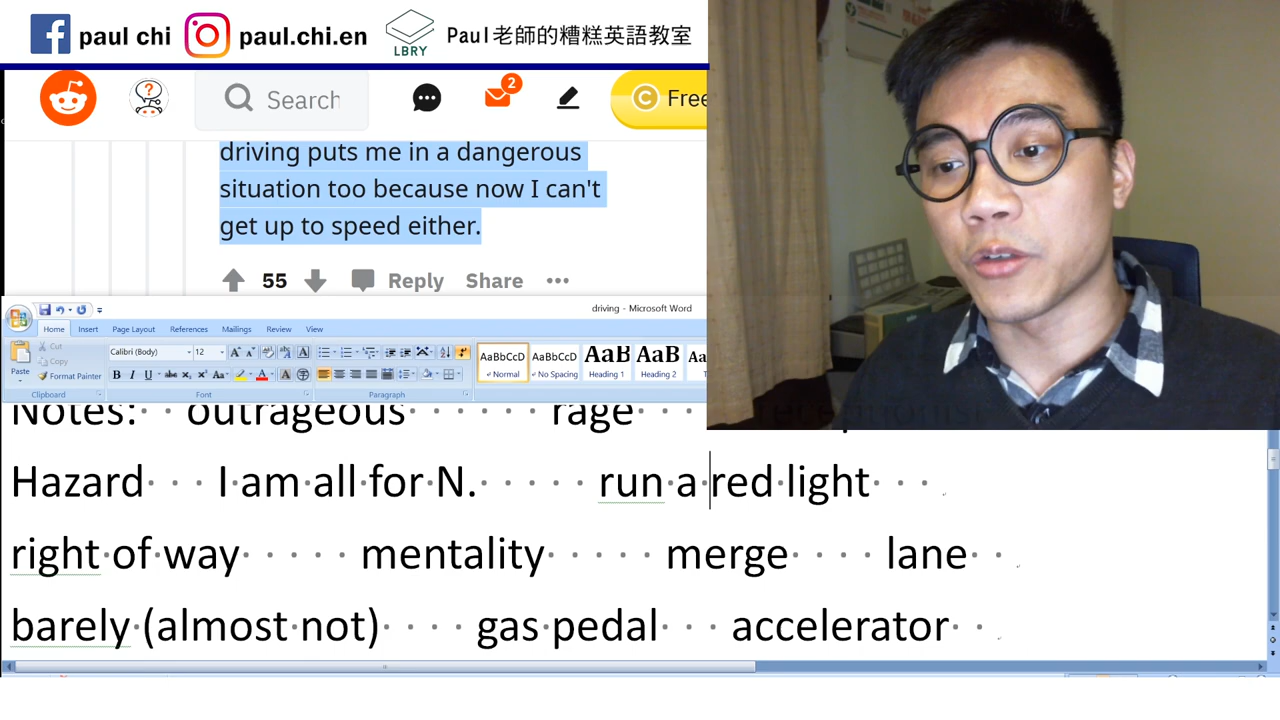 paul chi paul.chi.en LBRY Paul老師的糟糕英語教室
Search 2 Free
driving puts me in a dangerous
situation too because now I can't
get up to speed either.
55 Reply Share
driving - Microsoft Word
Home Insert Page Layout References Mailings Review View
Paste Cut Copy Format Painter
Calibri (Body) 12
AaBbCcD AaBbCcD AaB AaB
Normal No Spacing Heading 1 Heading 2
Clipboard Font Paragraph
Notes: outrageous rage
Hazard I am all for N. run a red light
right of way mentality merge lane
barely (almost not) gas pedal accelerator